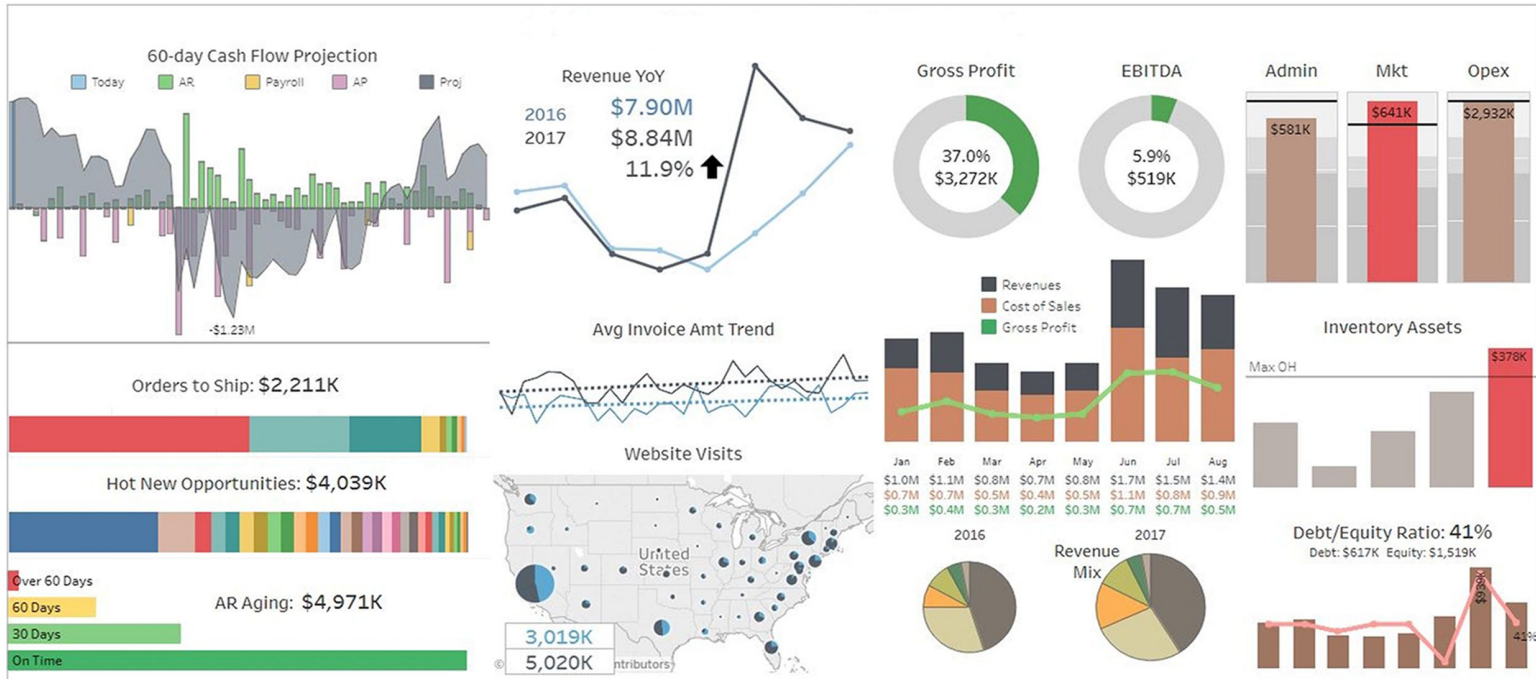 60-day Cash Flow Projection
Today AR Payroll AP Proj
-$1.23M
Orders to Ship: $2,211K
Hot New Opportunities: $4,039K
Over 60 Days
60 Days
AR Aging: $4,971K
30 Days
On Time
Revenue YoY
2016 $7.90M
2017 $8.84M
11.9%
Avg Invoice Amt Trend
Website Visits
United
States
3,019K
5,020K
© ntributors
Gross Profit
37.0%
$3,272K
EBITDA
5.9%
$519K
Revenues
Cost of Sales
Gross Profit
Jan Feb Mar Apr May Jun Jul Aug
$1.0M $1.1M $0.8M $0.7M $0.8M $1.7M $1.5M $1.4M
$0.7M $0.7M $0.5M $0.4M $0.5M $1.1M $0.8M $0.9M
$0.3M $0.4M $0.3M $0.2M $0.3M $0.7M $0.7M $0.5M
2016 2017
Revenue
Mix
Admin Mkt Opex
$581K $641K $2,932K
Inventory Assets
$378K
Max OH
Debt/Equity Ratio: 41%
Debt: $617K Equity: $1,519K
41%